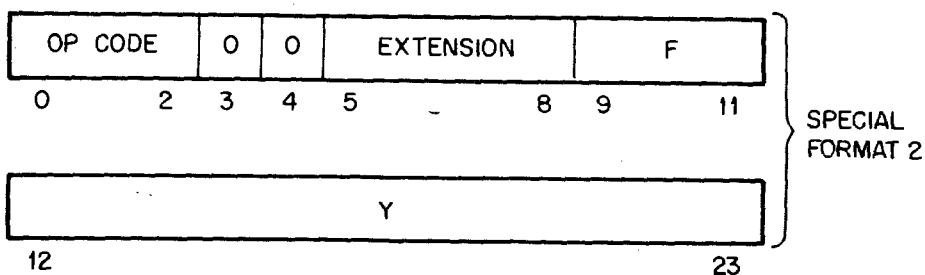 OP CODE 0 0 EXTENSION F
0 2 3 4 5 8 9 11
SPECIAL
FORMAT 2
Y
12 23